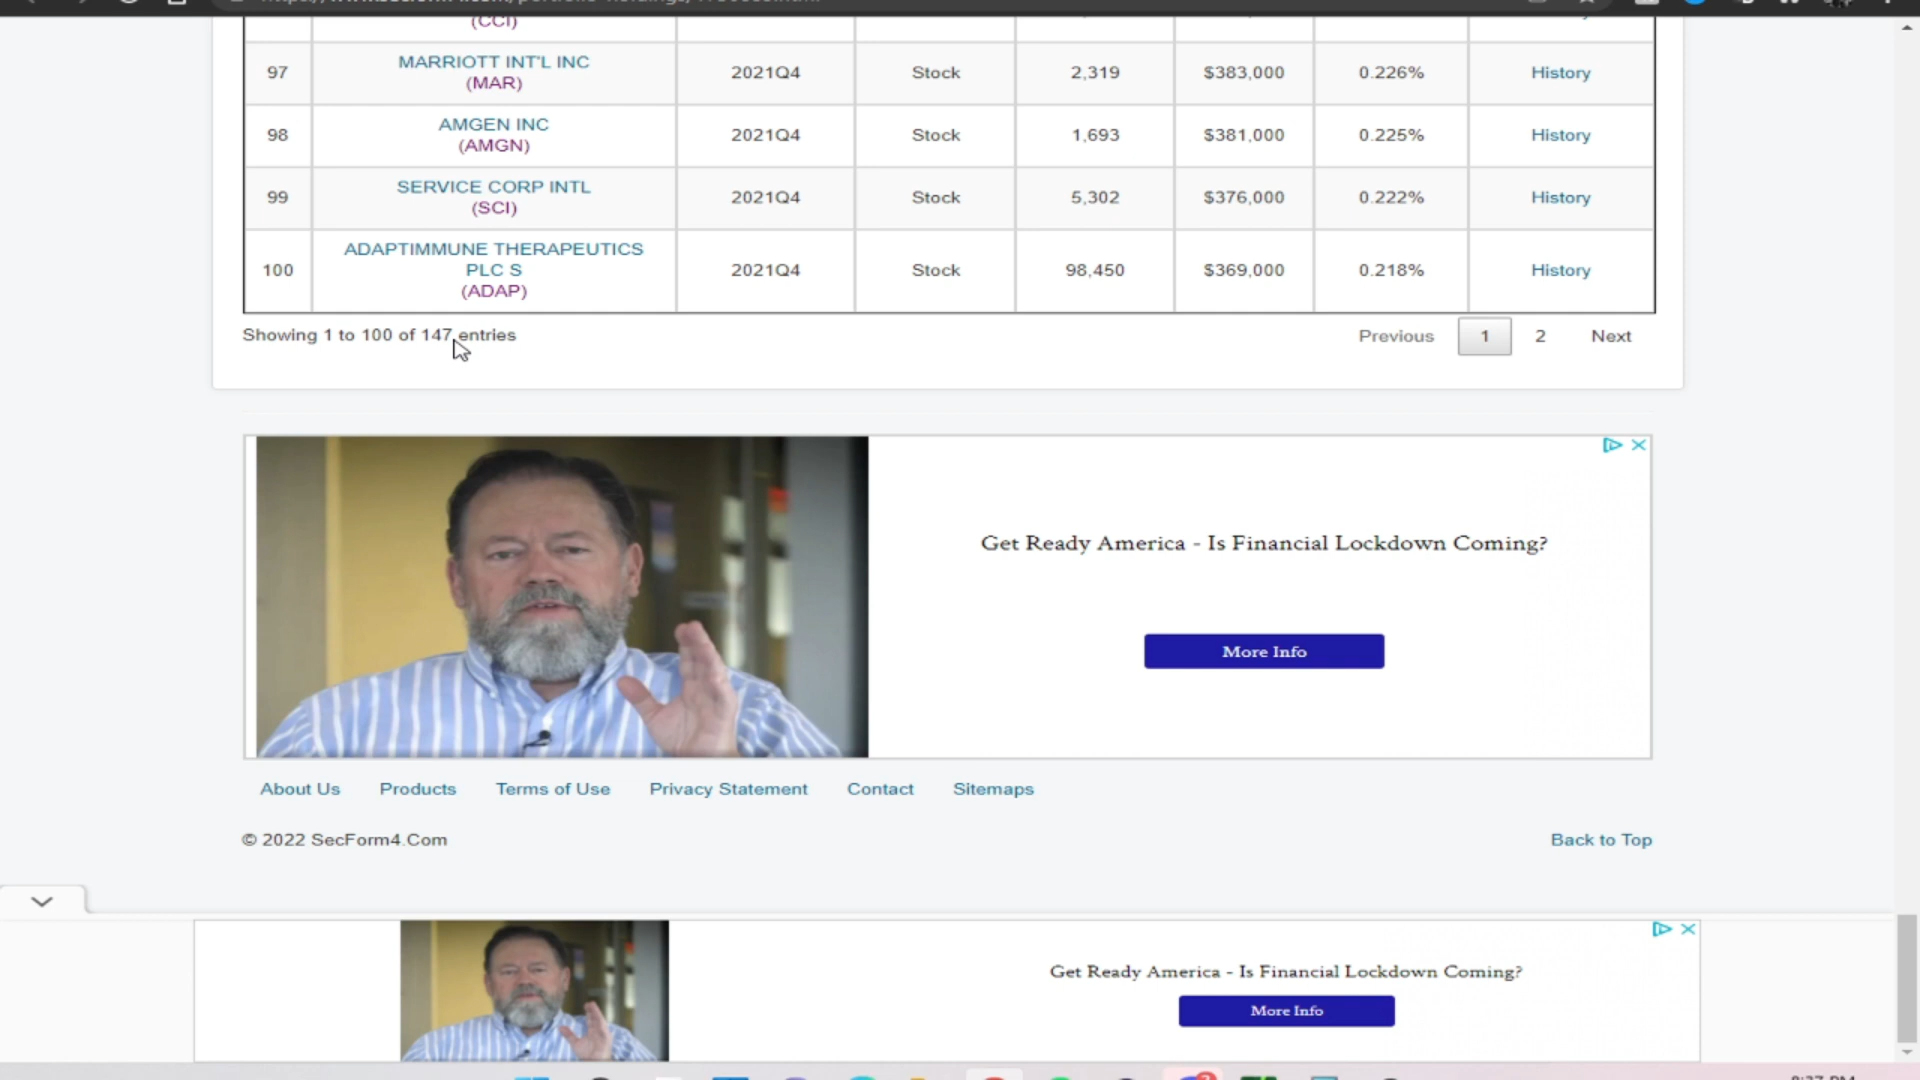 (CCI)
97 MARRIOTT INT'L INC (MAR) 2021Q4 Stock 2,319 $383,000 0.226% History
98 AMGEN INC (AMGN) 2021Q4 Stock 1,693 $381,000 0.225% History
99 SERVICE CORP INTL (SCI) 2021Q4 Stock 5,302 $376,000 0.222% History
100 ADAPTIMMUNE THERAPEUTICS PLC S (ADAP) 2021Q4 Stock 98,450 $369,000 0.218% History
Showing 1 to 100 of 147 entries Previous 1 2 Next
Get Ready America - Is Financial Lockdown Coming?
More Info
About Us Products Terms of Use Privacy Statement Contact Sitemaps
© 2022 SecForm4.Com Back to Top
Get Ready America - Is Financial Lockdown Coming?
More Info